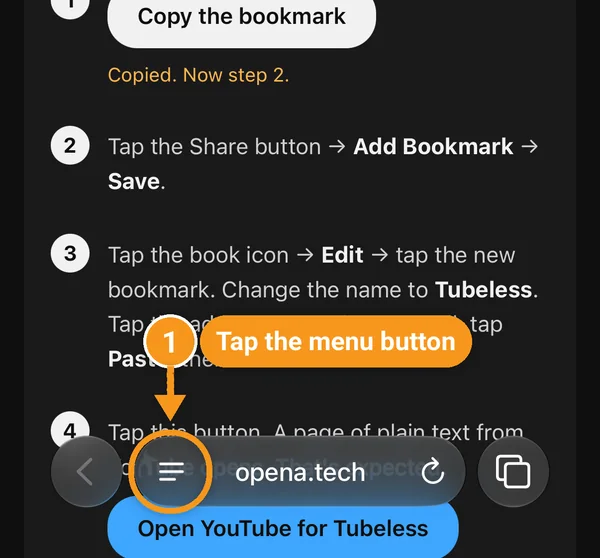 1
Copy the bookmark
Copied. Now step 2.
2
Tap the Share button → Add Bookmark →
Save.
3
Tap the book icon → Edit → tap the new
bookmark. Change the name to Tubeless.
Tap tap
1
Tap the menu button
4
Tap this button. A page of plain text from
opena.tech
Open YouTube for Tubeless